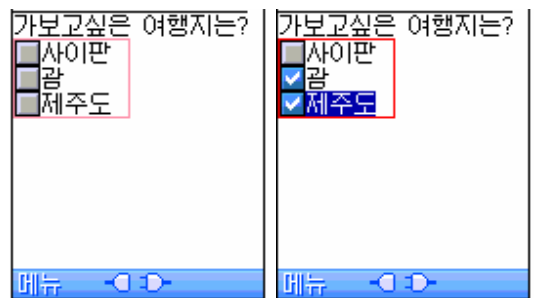 가보고싶은 여행지는?
사이판
괌
제주도
메뉴
가보고싶은 여행지는?
사이판
괌
제주도
메뉴